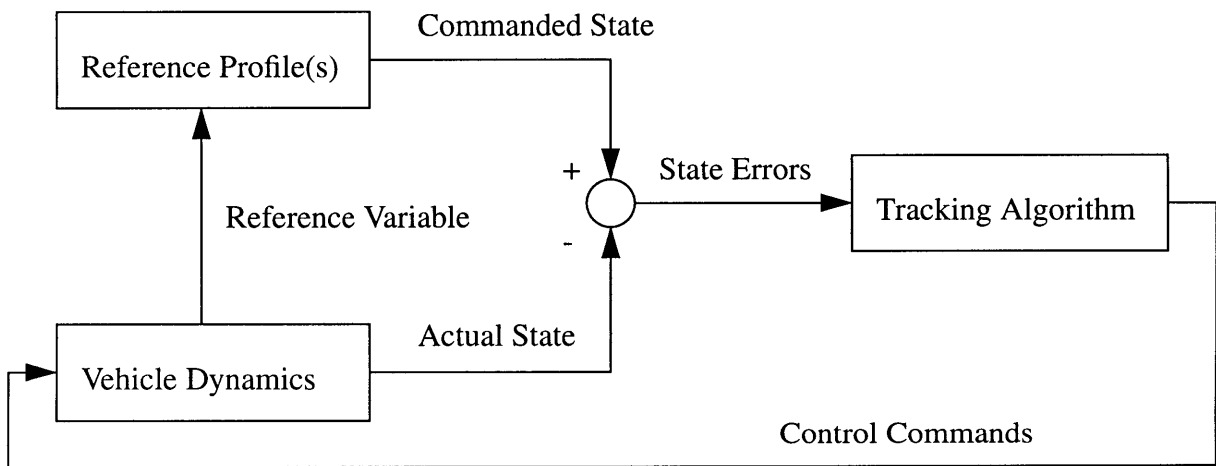 Commanded State
Reference Profile(s)
+
State Errors
Tracking Algorithm
Reference Variable
-
Actual State
Vehicle Dynamics
Control Commands